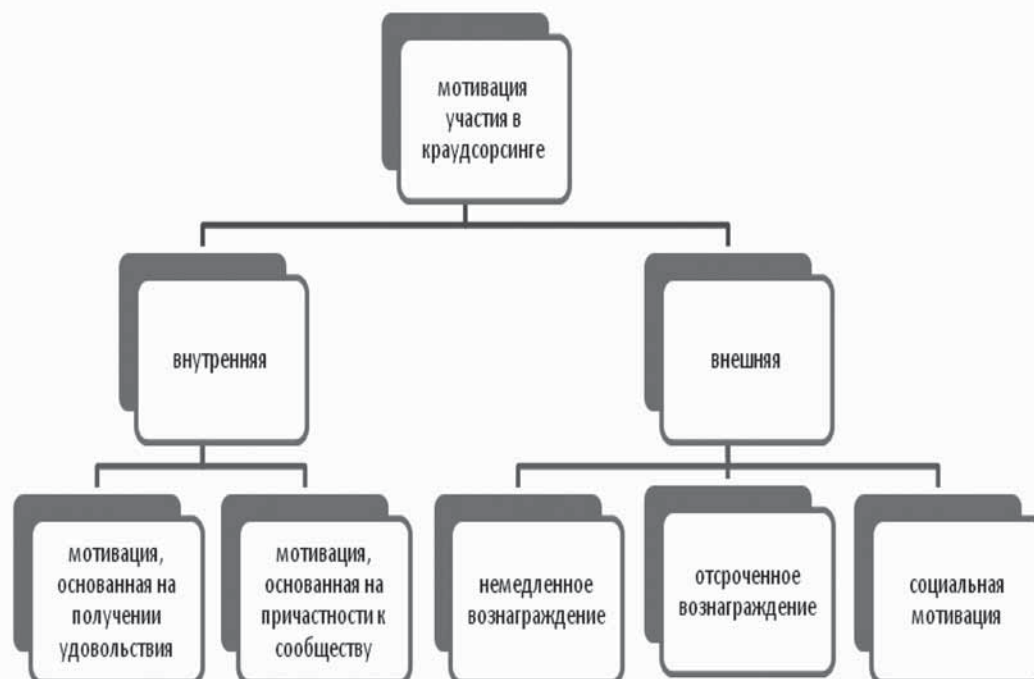 мотивация
участия в
краудсорсинге
внутренняя
внешняя
мотивация,
основанная на
получении
удовольствия
мотивация,
основанная на
причастности к
сообществу
немедленное
вознаграждение
отсроченное
вознаграждение
социальная
мотивация